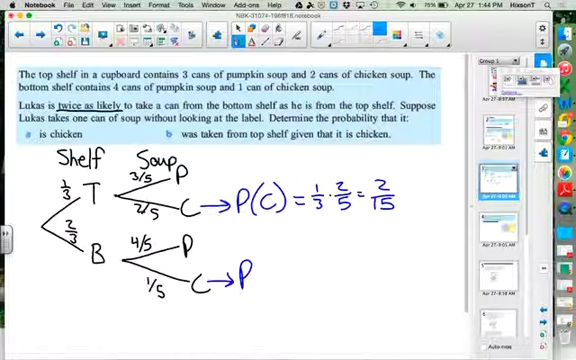 Notebook File Edit View Insert Format Window Help
75% Apr 27 1:44 PM HixsonT
NBK-31074-196818.notebook
Group 1
The top shelf in a cupboard contains 3 cans of pumpkin soup and 2 cans of chicken soup. The
bottom shelf contains 4 cans of pumpkin soup and 1 can of chicken soup.
Lukas is twice as likely to take a can from the bottom shelf as he is from the top shelf. Suppose
Lukas takes one can of soup without looking at the label. Determine the probability that it:
a is chicken b was taken from top shelf given that it is chicken.
Shelf Soup
3/5 P
1/3 T
2/5 C → P(C) = 1/3 · 2/5 = 2/15
2/3
4/5 P
B
1/5 C → P